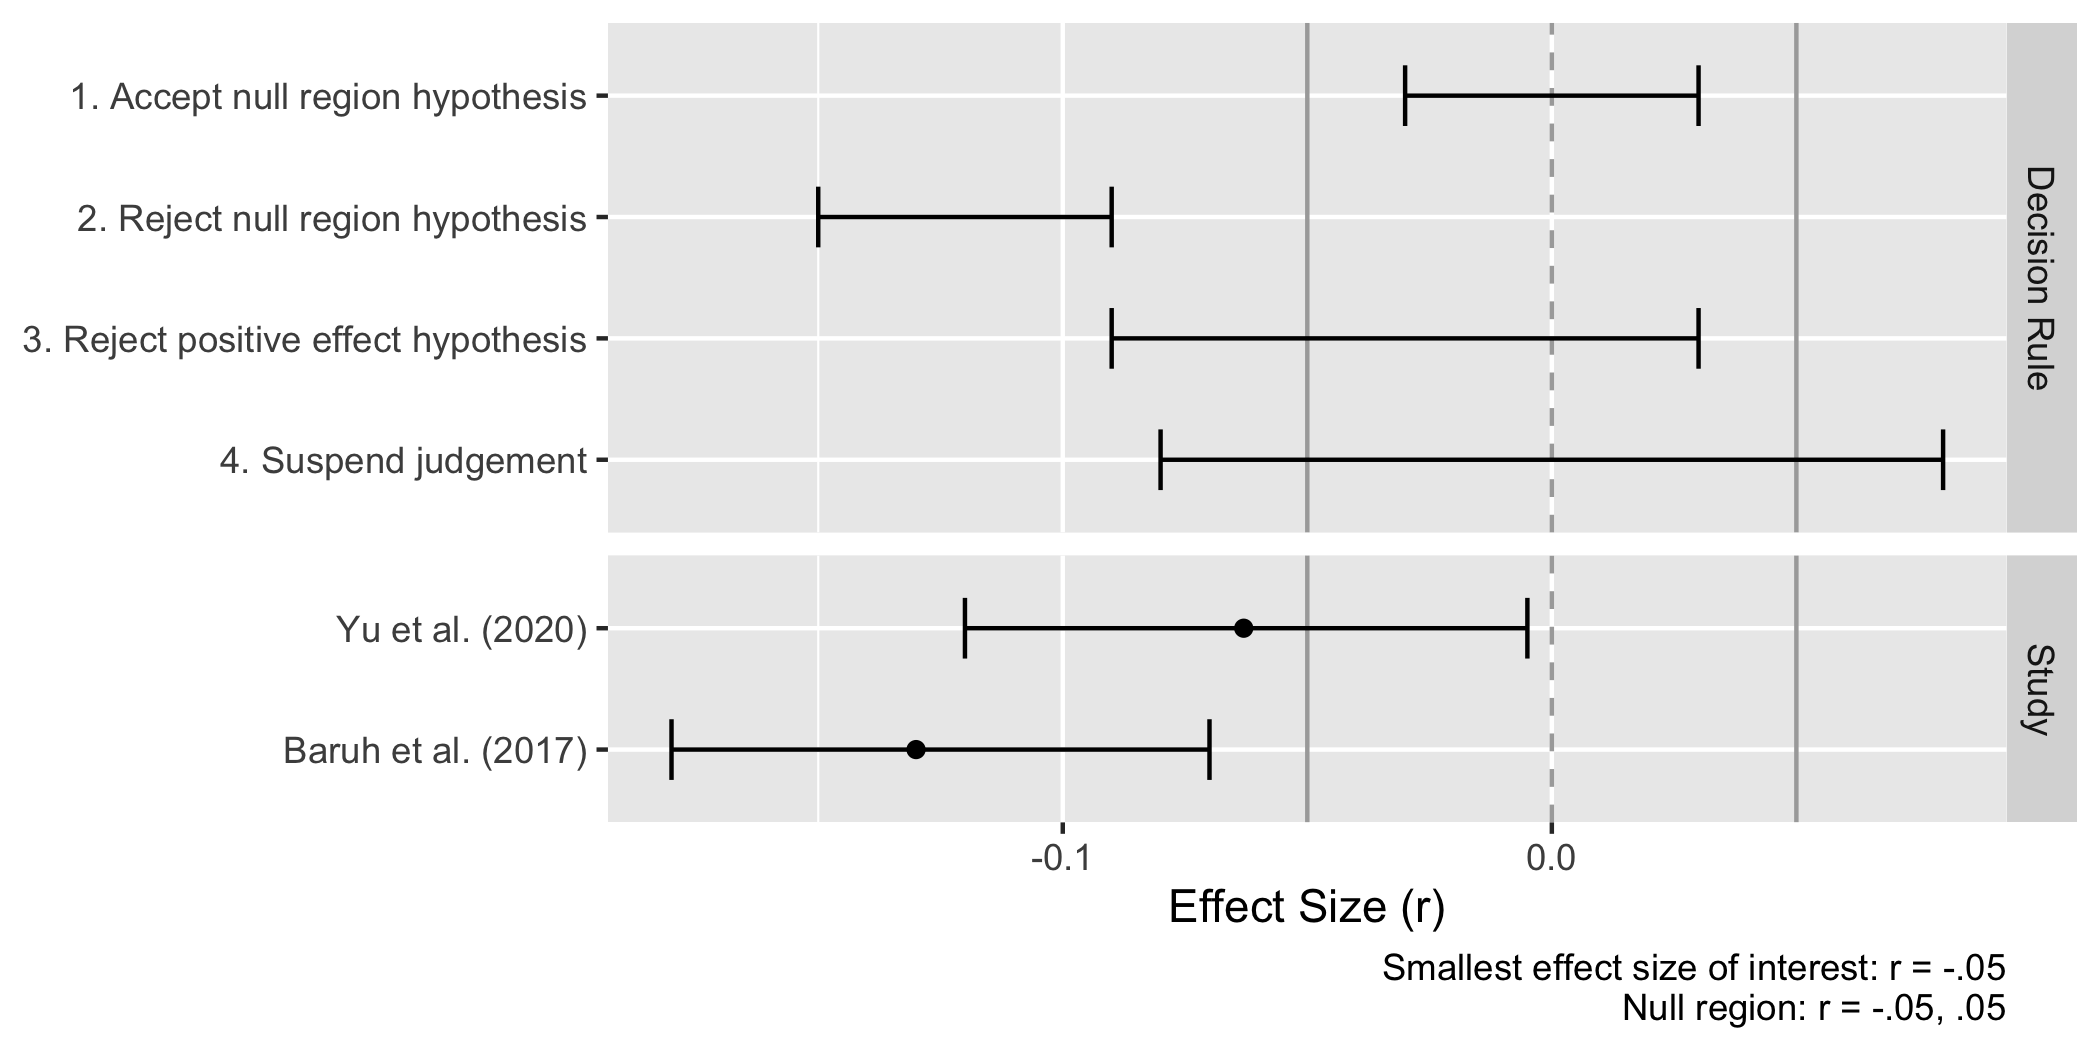 1. Accept null region hypothesis
2. Reject null region hypothesis
3. Reject positive effect hypothesis
4. Suspend judgement
Decision Rule
Yu et al. (2020)
Baruh et al. (2017)
Study
-0.1
0.0
Effect Size (r)
Smallest effect size of interest: r = -.05
Null region: r = -.05, .05